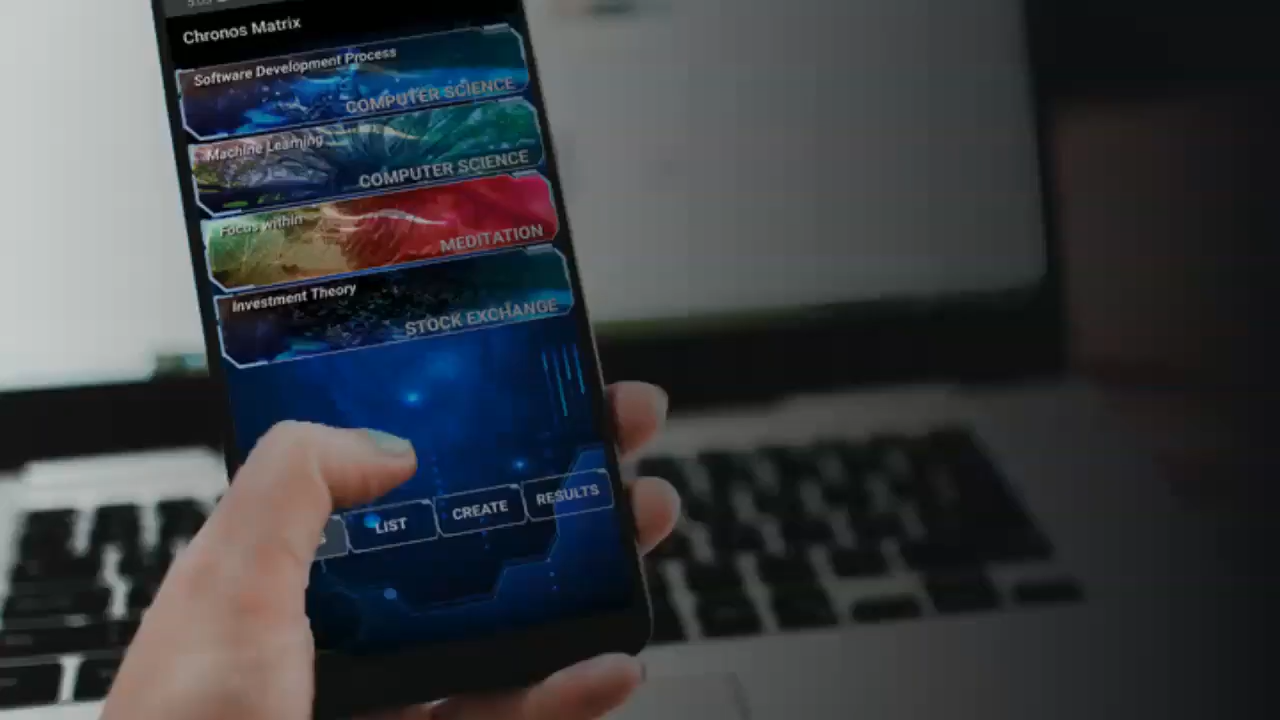 Chronos Matrix
Software Development Process
COMPUTER SCIENCE
Machine Learning
COMPUTER SCIENCE
Focus within
MEDITATION
Investment Theory
STOCK EXCHANGE
LIST
CREATE
RESULTS